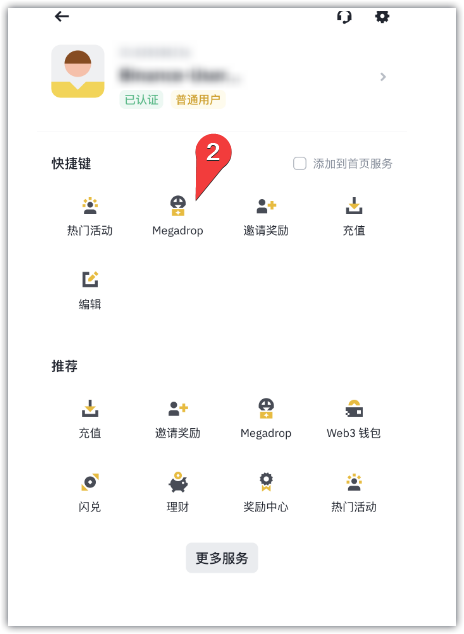 Binance User...
已认证 普通用户
2
快捷键 添加到首页服务
热门活动 Megadrop 邀请奖励 充值
编辑
推荐
充值 邀请奖励 Megadrop Web3 钱包
闪兑 理财 奖励中心 热门活动
更多服务